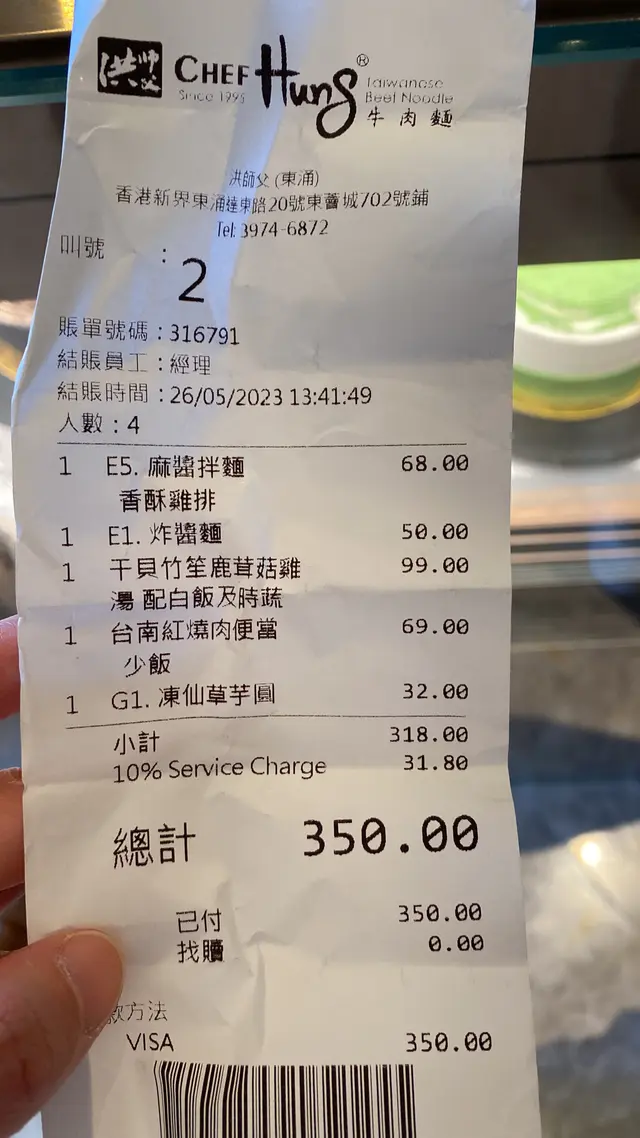 洪師父 CHEF Hung® Taiwanese
Since 1995 Beef Noodle
牛肉麵
洪師父 (東涌)
香港新界東涌達東路20號東薈城702號鋪
Tel: 3974-6872
叫號 : 2
賬單號碼 : 316791
結賬員工 : 經理
結賬時間 : 26/05/2023 13:41:49
人數 : 4
1 E5. 麻醬拌麵 68.00
香酥雞排
1 E1. 炸醬麵 50.00
1 干貝竹笙鹿茸菇雞 99.00
湯 配白飯及時蔬
1 台南紅燒肉便當 69.00
少飯
1 G1. 凍仙草芋圓 32.00
小計 318.00
10% Service Charge 31.80
總計 350.00
已付 350.00
找贖 0.00
款方法
VISA 350.00